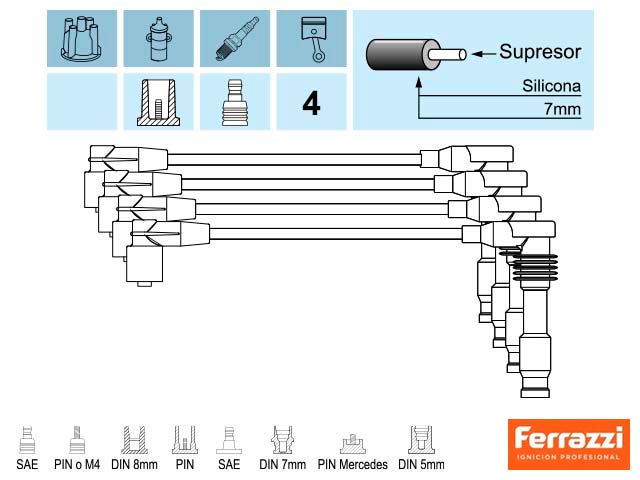 Supresor
Silicona
4
7mm
SAE PIN o M4 DIN 8mm PIN SAE DIN 7mm PIN Mercedes DIN 5mm
Ferrazzi
IGNICION PROFESIONAL